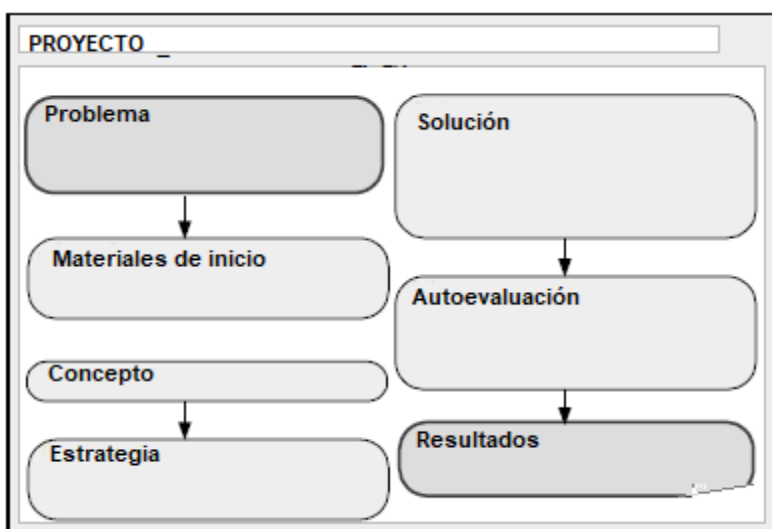 PROYECTO _
Problema
Materiales de inicio
Concepto
Estrategia
Solución
Autoevaluación
Resultados